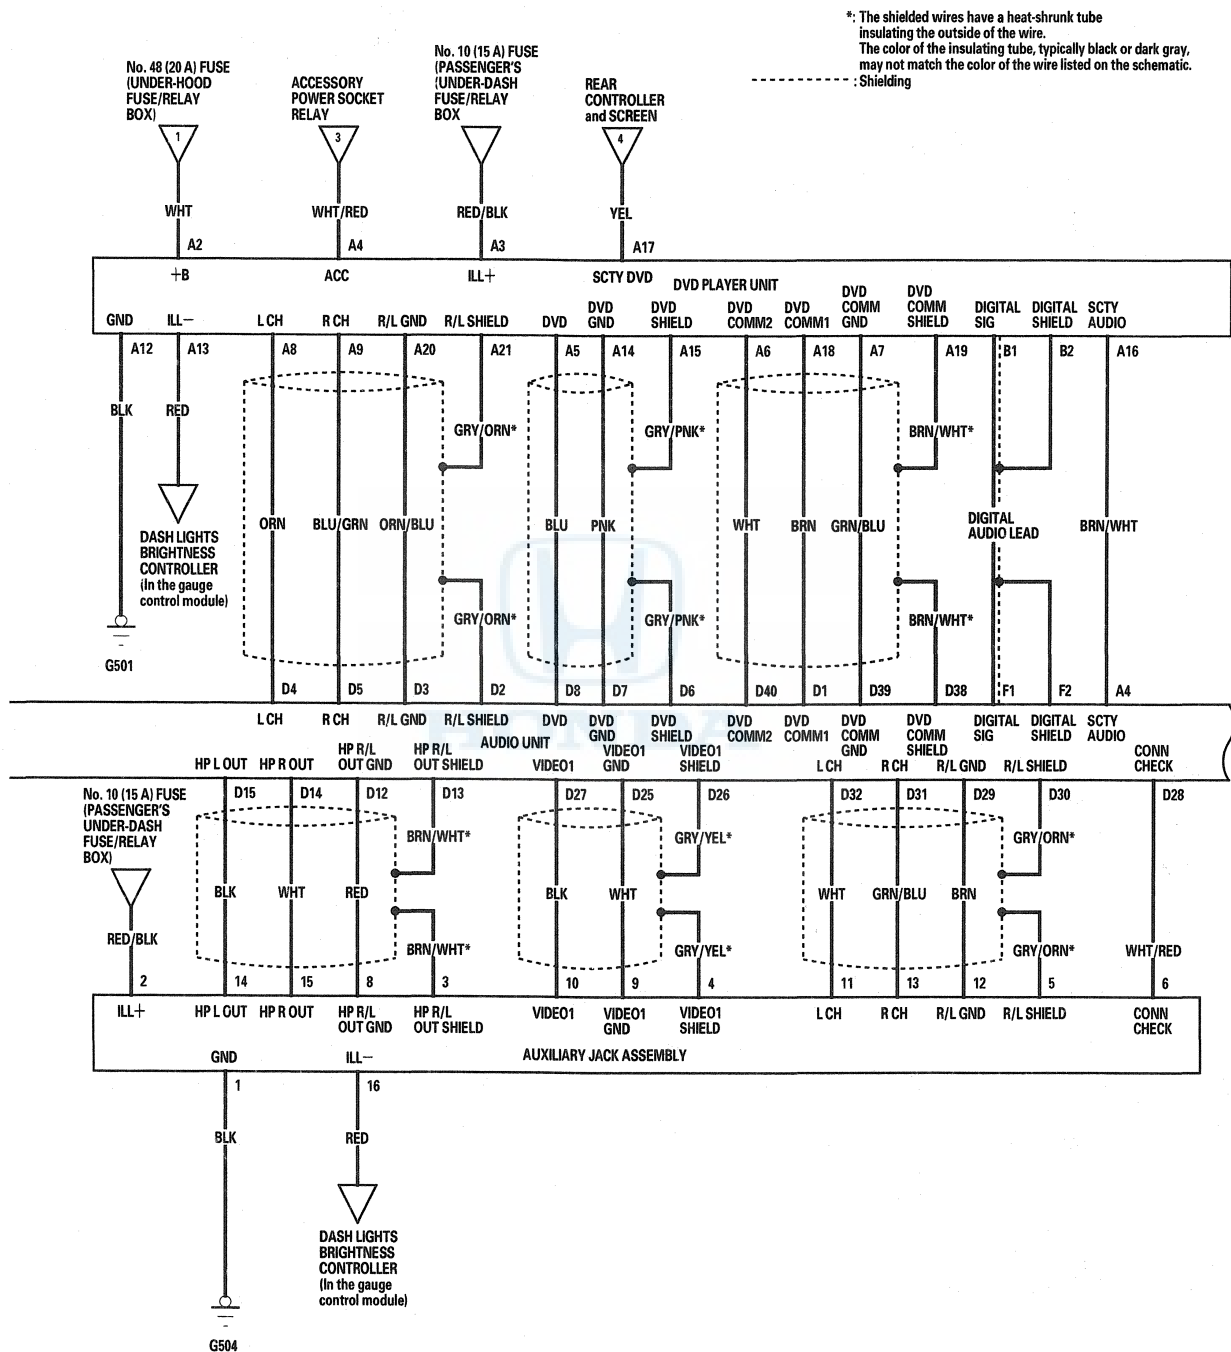 *: The shielded wires have a heat-shrunk tube
insulating the outside of the wire.
The color of the insulating tube, typically black or dark gray,
may not match the color of the wire listed on the schematic.
: Shielding
No. 48 (20 A) FUSE
(UNDER-HOOD
FUSE/RELAY
BOX)
ACCESSORY
POWER SOCKET
RELAY
No. 10 (15 A) FUSE
(PASSENGER'S
UNDER-DASH
FUSE/RELAY
BOX
REAR
CONTROLLER
and SCREEN
1 3 4
WHT WHT/RED RED/BLK YEL
A2 A4 A3 A17
+B ACC ILL+ SCTY DVD
DVD PLAYER UNIT
GND ILL− L CH R CH R/L GND R/L SHIELD DVD
DVD
GND
DVD
SHIELD
DVD
COMM2
DVD
COMM1
DVD
COMM
GND
DVD
COMM
SHIELD
DIGITAL
SIG
DIGITAL
SHIELD
SCTY
AUDIO
A12 A13 A8 A9 A20 A21 A5 A14 A15 A6 A18 A7 A19 B1 B2 A16
BLK RED GRY/ORN* GRY/PNK* BRN/WHT*
ORN BLU/GRN ORN/BLU BLU PNK WHT BRN GRN/BLU
DIGITAL
AUDIO LEAD
BRN/WHT
DASH LIGHTS
BRIGHTNESS
CONTROLLER
(In the gauge
control module)
GRY/ORN* GRY/PNK* BRN/WHT*
G501
HONDA
D4 D5 D3 D2 D8 D7 D6 D40 D1 D39 D38 F1 F2 A4
L CH R CH R/L GND R/L SHIELD DVD
DVD
GND
DVD
SHIELD
DVD
COMM2
DVD
COMM1
DVD
COMM
GND
DVD
COMM
SHIELD
DIGITAL
SIG
DIGITAL
SHIELD
SCTY
AUDIO
AUDIO UNIT
HP L OUT HP R OUT
HP R/L
OUT GND
HP R/L
OUT SHIELD
VIDEO1
VIDEO1
GND
VIDEO1
SHIELD
L CH R CH R/L GND R/L SHIELD
CONN
CHECK
D15 D14 D12 D13 D27 D25 D26 D32 D31 D29 D30 D28
No. 10 (15 A) FUSE
(PASSENGER'S
UNDER-DASH
FUSE/RELAY
BOX)
BRN/WHT* GRY/YEL* GRY/ORN*
BLK WHT RED BLK WHT WHT GRN/BLU BRN
RED/BLK BRN/WHT* GRY/YEL* GRY/ORN* WHT/RED
2 14 15 8 3 10 9 4 11 13 12 5 6
ILL+ HP L OUT HP R OUT
HP R/L
OUT GND
HP R/L
OUT SHIELD
VIDEO1
VIDEO1
GND
VIDEO1
SHIELD
L CH R CH R/L GND R/L SHIELD
CONN
CHECK
GND ILL− AUXILIARY JACK ASSEMBLY
1 16
BLK RED
DASH LIGHTS
BRIGHTNESS
CONTROLLER
(In the gauge
control module)
G504